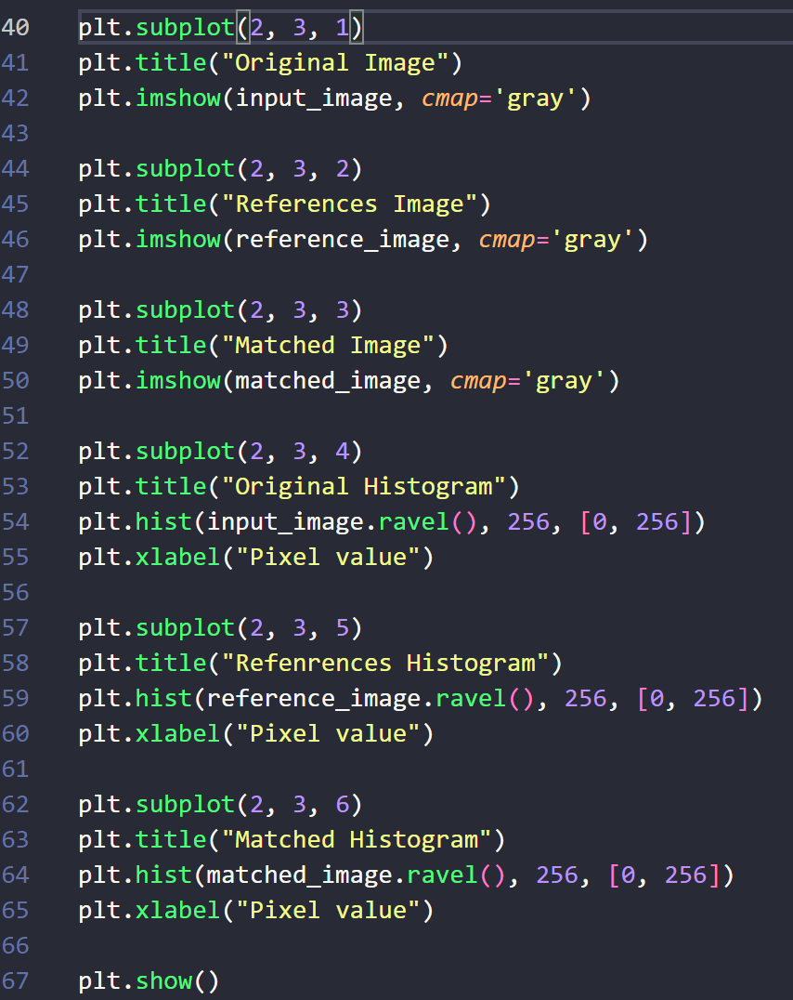 40 plt.subplot(2, 3, 1)
41 plt.title("Original Image")
42 plt.imshow(input_image, cmap='gray')
43
44 plt.subplot(2, 3, 2)
45 plt.title("References Image")
46 plt.imshow(reference_image, cmap='gray')
47
48 plt.subplot(2, 3, 3)
49 plt.title("Matched Image")
50 plt.imshow(matched_image, cmap='gray')
51
52 plt.subplot(2, 3, 4)
53 plt.title("Original Histogram")
54 plt.hist(input_image.ravel(), 256, [0, 256])
55 plt.xlabel("Pixel value")
56
57 plt.subplot(2, 3, 5)
58 plt.title("Refenrences Histogram")
59 plt.hist(reference_image.ravel(), 256, [0, 256])
60 plt.xlabel("Pixel value")
61
62 plt.subplot(2, 3, 6)
63 plt.title("Matched Histogram")
64 plt.hist(matched_image.ravel(), 256, [0, 256])
65 plt.xlabel("Pixel value")
66
67 plt.show()